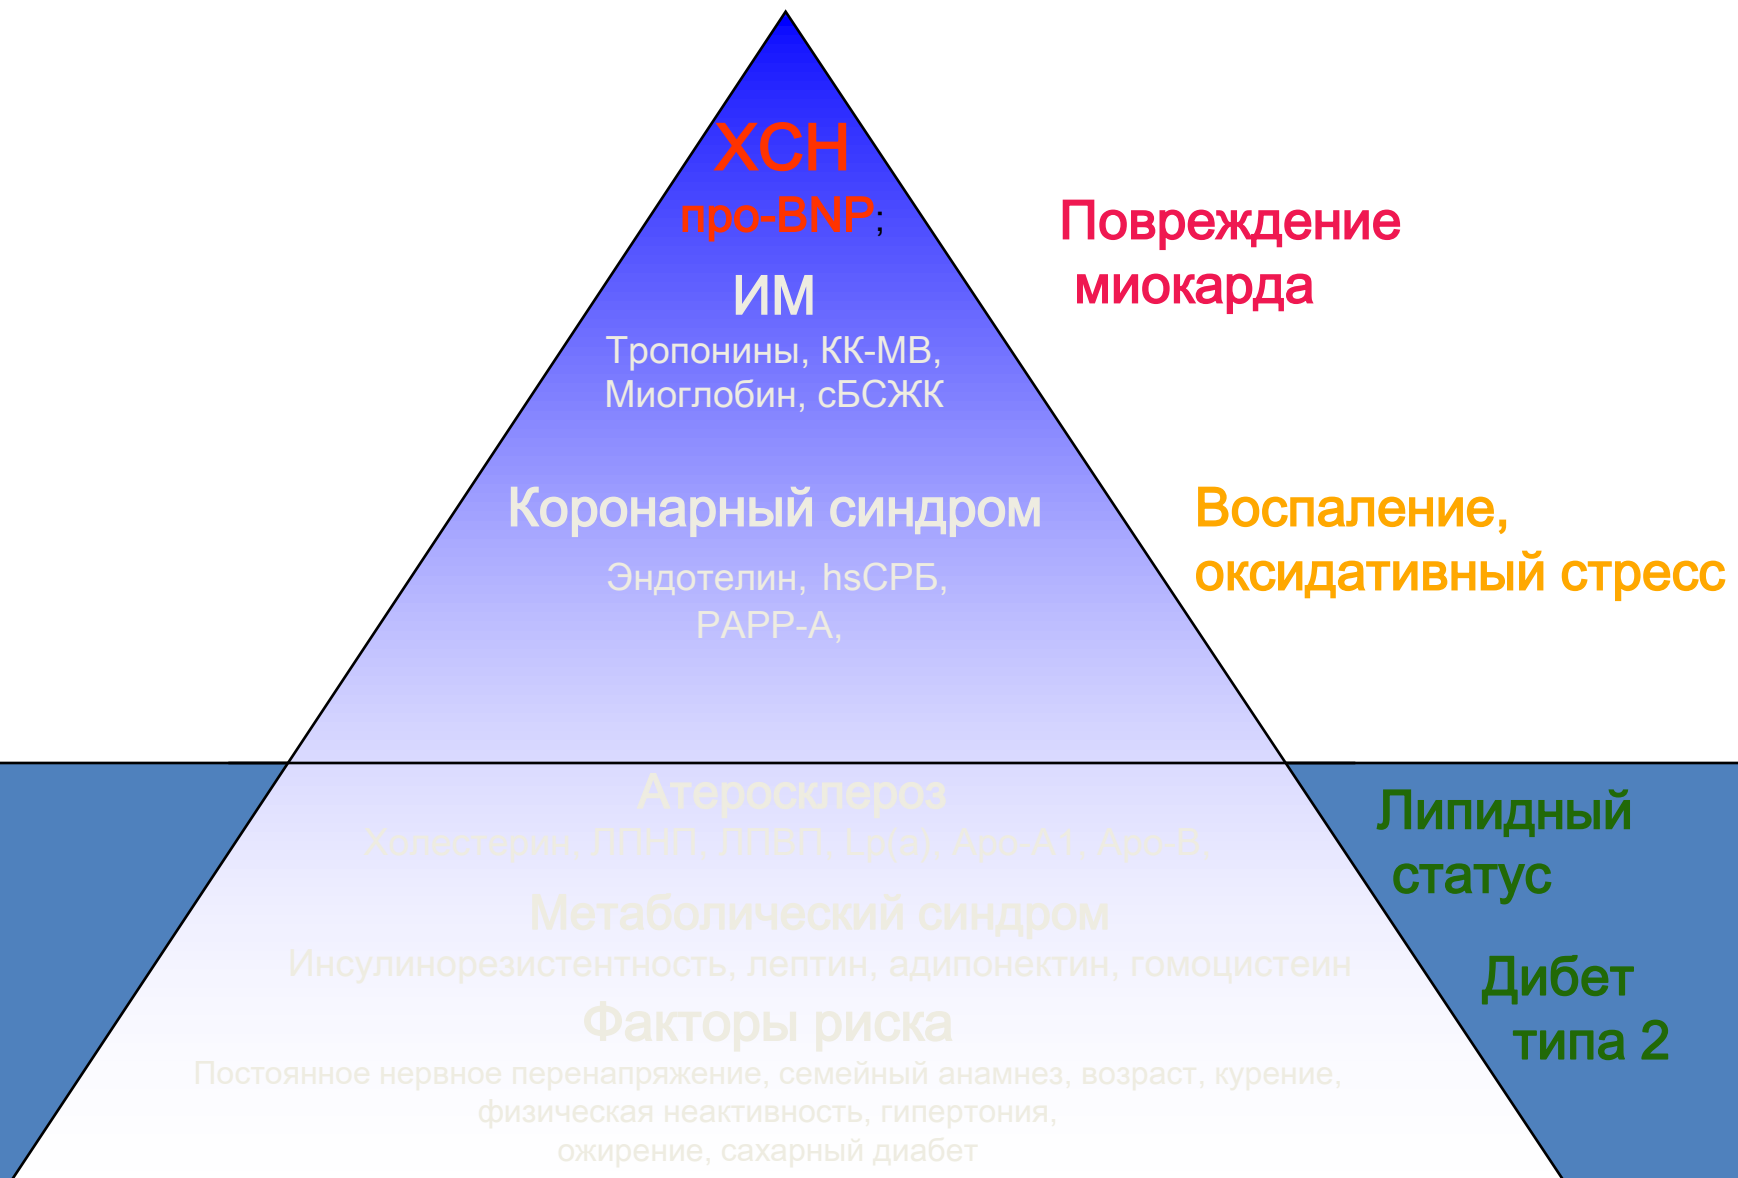 ХСН
про-BNP;
Повреждение
миокарда
ИМ
Тропонины, КК-МВ,
Миоглобин, сБСЖК
Коронарный синдром
Воспаление,
оксидативный стресс
Эндотелин, hsСРБ,
РАРР-А,
Атеросклероз
Холестерин, ЛПНП, ЛПВП, Lp(a), Apo-A1, Apo-B,
Липидный
статус
Метаболический синдром
Инсулинорезистентность, лептин, адипонектин, гомоцистеин
Дибет
типа 2
Факторы риска
Постоянное нервное перенапряжение, семейный анамнез, возраст, курение,
физическая неактивность, гипертония,
ожирение, сахарный диабет